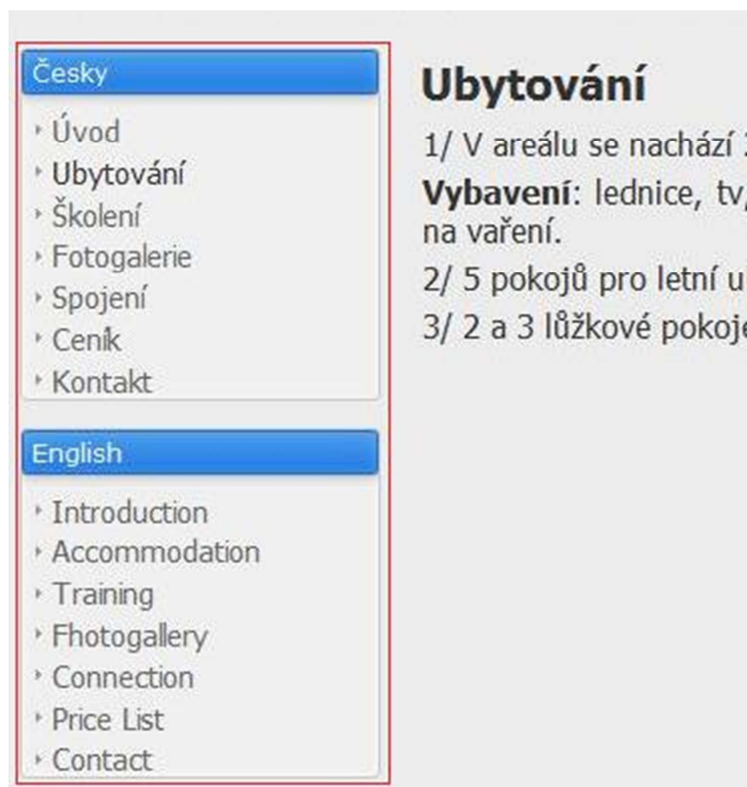 Česky
Úvod
Ubytování
Školení
Fotogalerie
Spojení
Ceník
Kontakt
English
Introduction
Accommodation
Training
Fhotogallery
Connection
Price List
Contact
Ubytování
1/ V areálu se nachází
Vybavení: lednice, tv,
na vaření.
2/ 5 pokojů pro letní
3/ 2 a 3 lůžkové